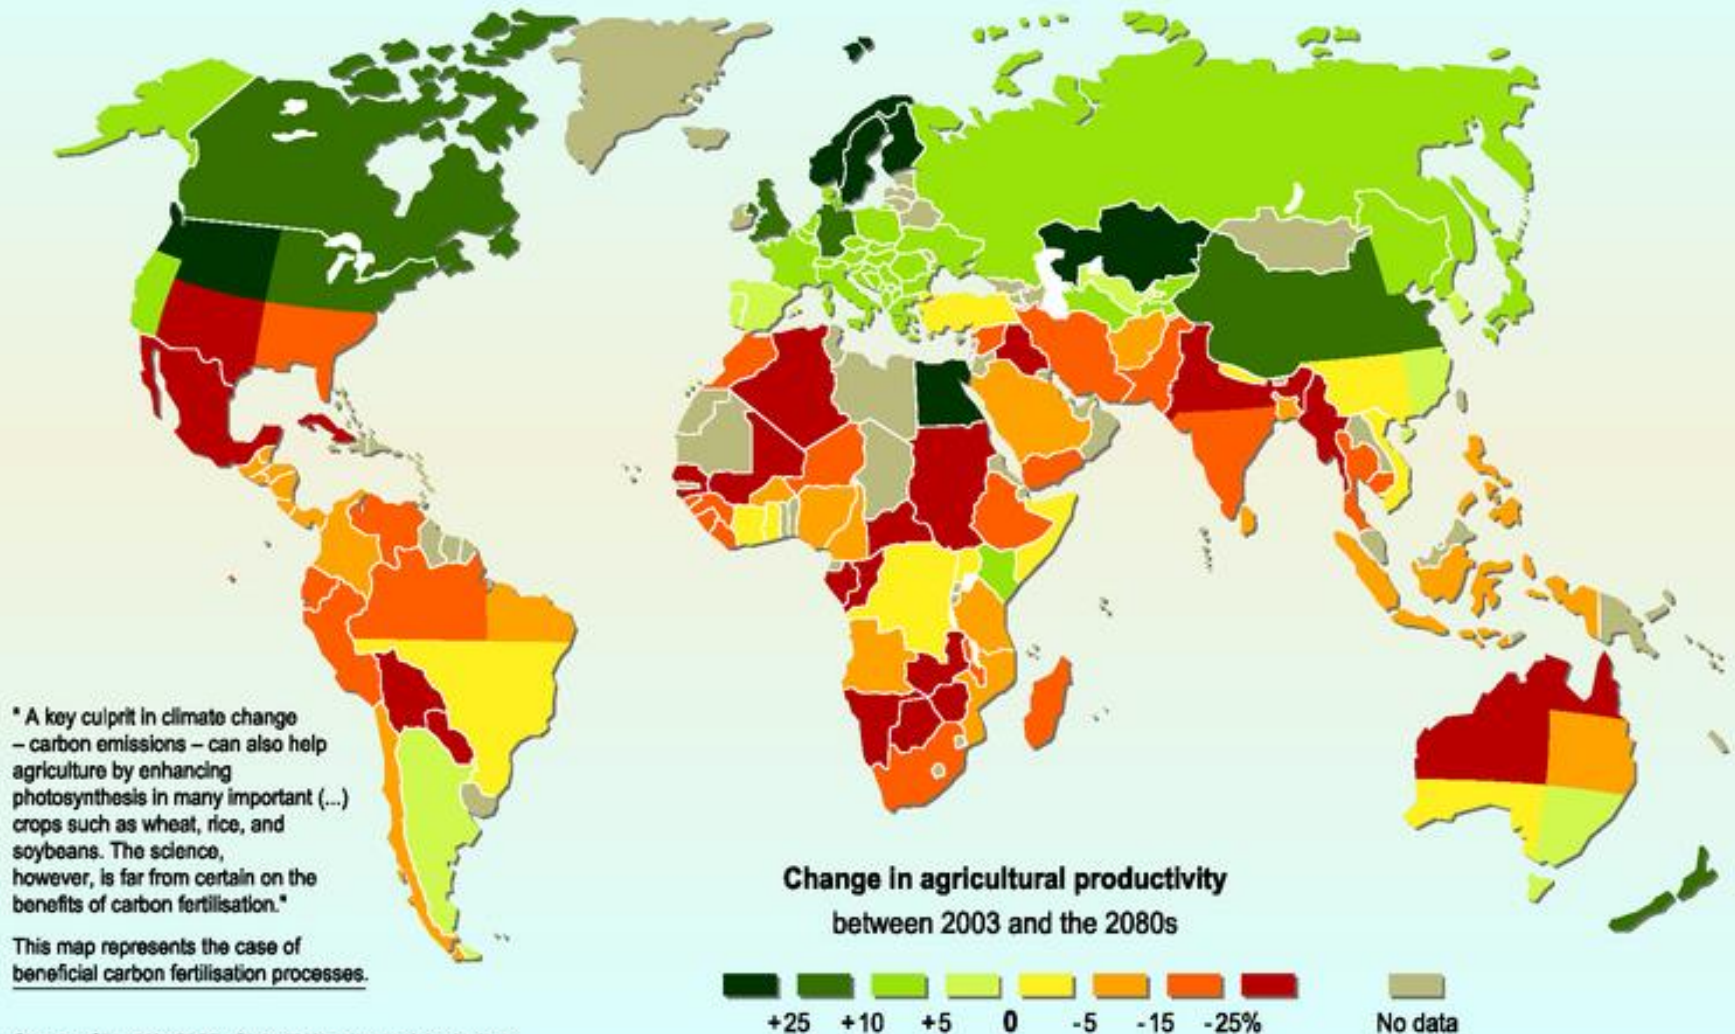 " A key culprit in climate change
– carbon emissions – can also help
agriculture by enhancing
photosynthesis in many important (...)
crops such as wheat, rice, and
soybeans. The science,
however, is far from certain on the
benefits of carbon fertilisation."
This map represents the case of
beneficial carbon fertilisation processes.
Change in agricultural productivity
between 2003 and the 2080s
+25 +10 +5 0 -5 -15 -25% No data